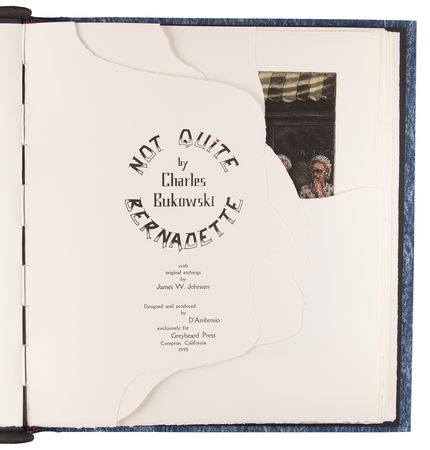 NOT QUiTE
by
Charles
Bukowski
BERNADETTE
with
original etchings
by
James W. Johnson
Designed and produced
by
D'Ambrosio
exclusively for
Greybeard Press
Compton, California
1990